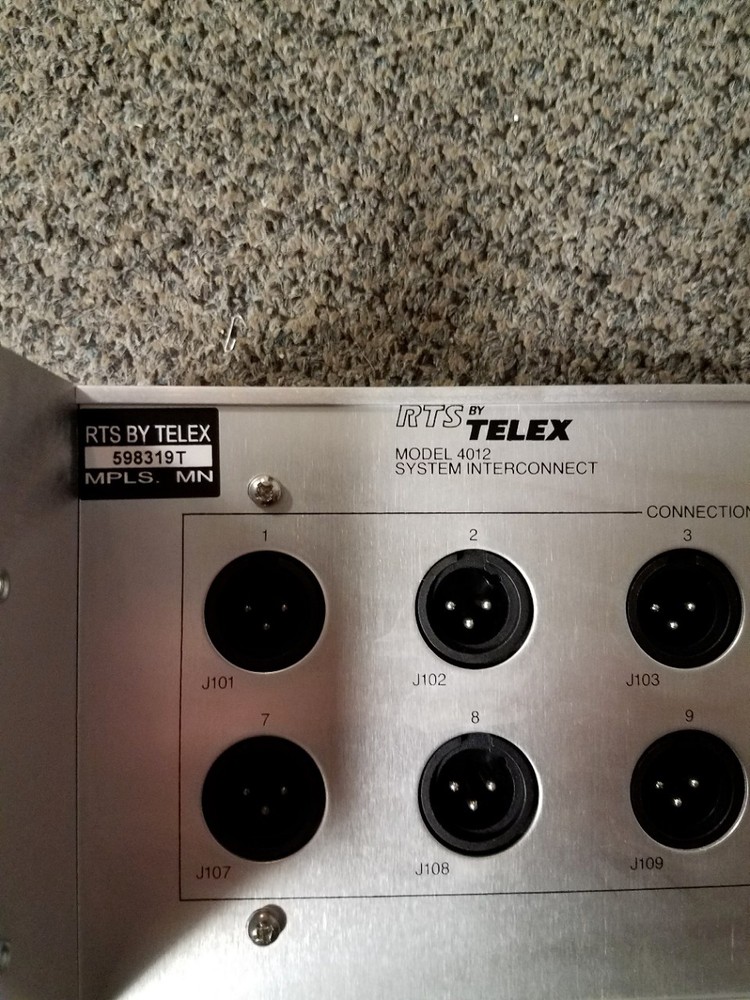 RTS BY TELEX
598319T
MPLS. MN
RTS BY
TELEX
MODEL 4012
SYSTEM INTERCONNECT
CONNECTION
1 2 3
J101 J102 J103
7 8 9
J107 J108 J109